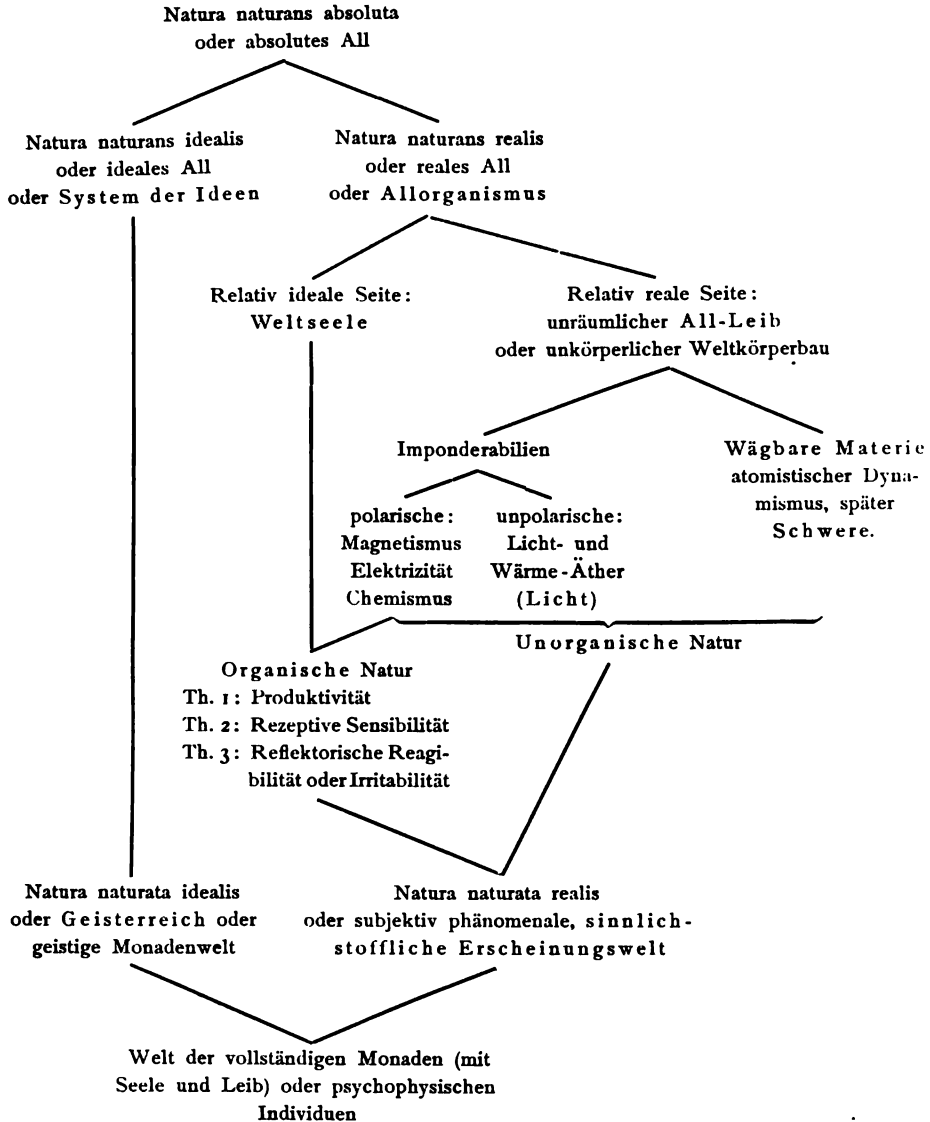 Natura naturans absoluta
oder absolutes All
Natura naturans idealis
oder ideales All
oder System der Ideen
Natura naturans realis
oder reales All
oder Allorganismus
Relativ ideale Seite:
Weltseele
Relativ reale Seite:
unräumlicher All-Leib
oder unkörperlicher Weltkörperbau
Imponderabilien
Wägbare Materie
atomistischer Dyna-
mismus, später
Schwere.
polarische:
Magnetismus
Elektrizität
Chemismus
unpolarische:
Licht- und
Wärme-Äther
(Licht)
Unorganische Natur
Organische Natur
Th. 1: Produktivität
Th. 2: Rezeptive Sensibilität
Th. 3: Reflektorische Reagi-
bilität oder Irritabilität
Natura naturata idealis
oder Geisterreich oder
geistige Monadenwelt
Natura naturata realis
oder subjektiv phänomenale, sinnlich-
stoffliche Erscheinungswelt
Welt der vollständigen Monaden (mit
Seele und Leib) oder psychophysischen
Individuen